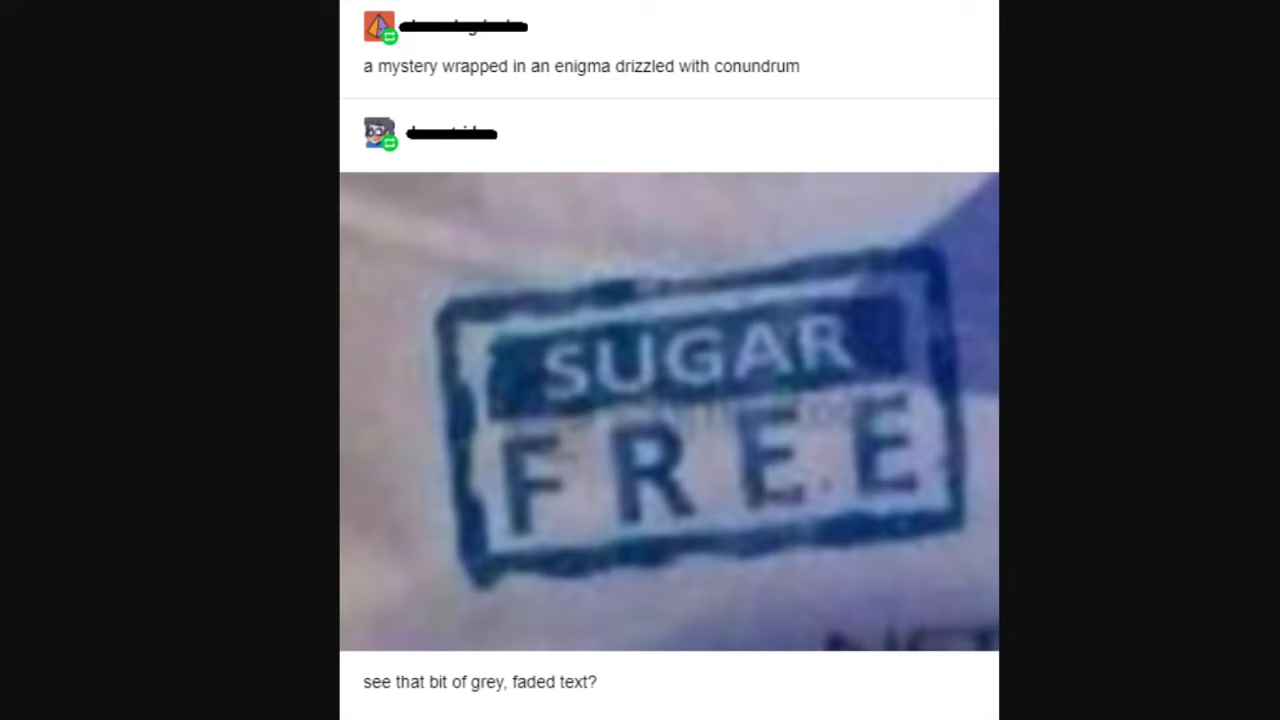 a mystery wrapped in an enigma drizzled with conundrum
SUGAR
FREE
see that bit of grey, faded text?